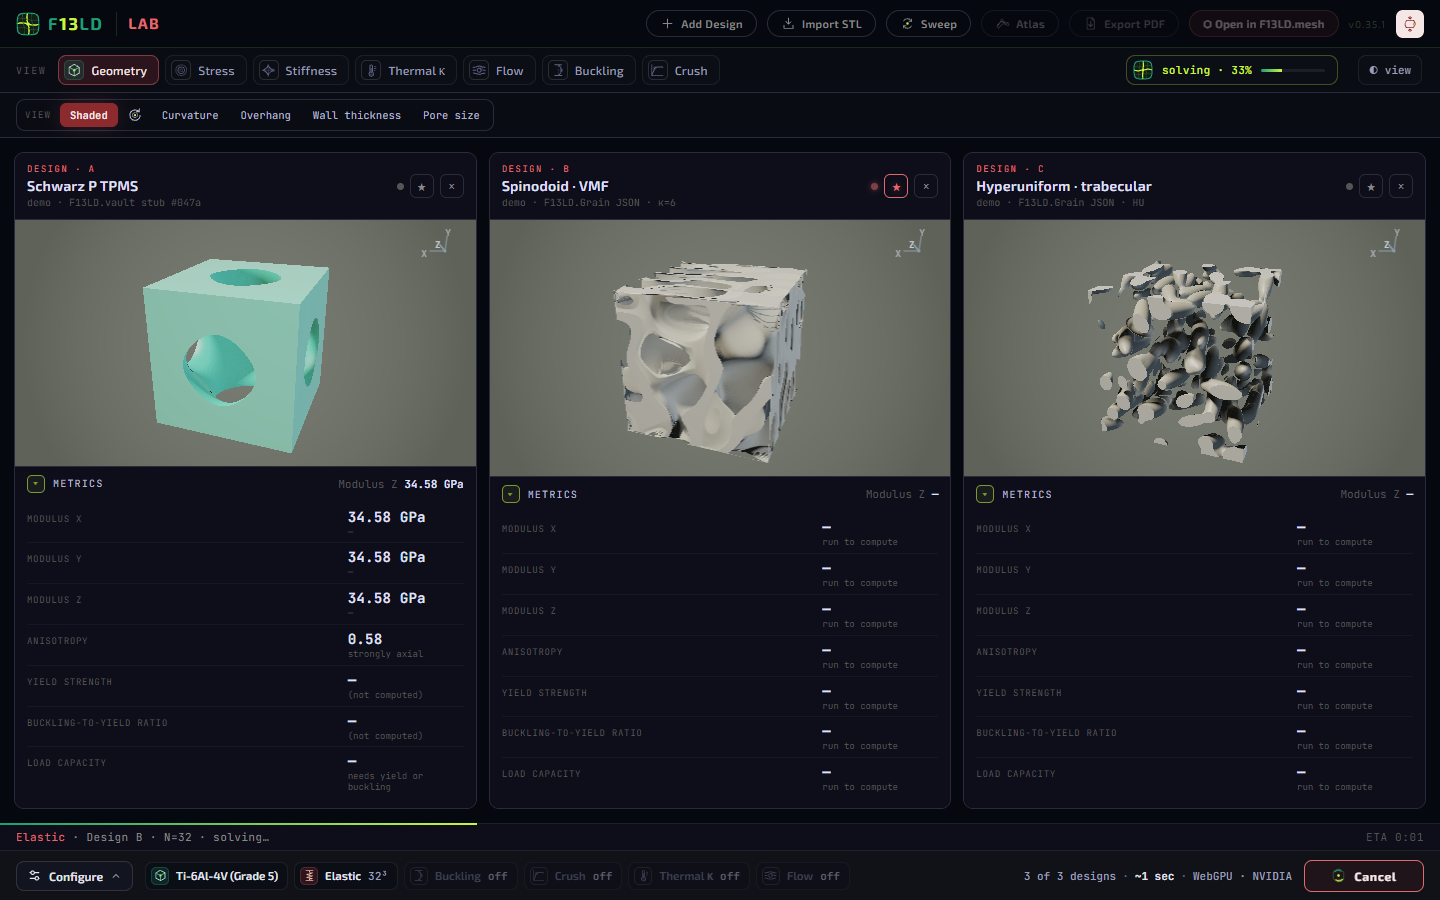 F13LD LAB
Add Design
Import STL
Sweep
Atlas
Export PDF
Open in F13LD.mesh
v0.35.1
VIEW
Geometry
Stress
Stiffness
Thermal K
Flow
Buckling
Crush
solving · 33%
view
VIEW
Shaded
Curvature
Overhang
Wall thickness
Pore size
DESIGN · A
Schwarz P TPMS
demo · F13LD.vault stub #047a
X Z Y
METRICS
Modulus Z 34.58 GPa
MODULUS X
34.58 GPa
—
MODULUS Y
34.58 GPa
—
MODULUS Z
34.58 GPa
—
ANISOTROPY
0.58
strongly axial
YIELD STRENGTH
—
(not computed)
BUCKLING-TO-YIELD RATIO
—
(not computed)
LOAD CAPACITY
—
needs yield or
buckling
DESIGN · B
Spinodoid · VMF
demo · F13LD.Grain JSON · κ=6
X Z Y
METRICS
Modulus Z —
MODULUS X
—
run to compute
MODULUS Y
—
run to compute
MODULUS Z
—
run to compute
ANISOTROPY
—
run to compute
YIELD STRENGTH
—
run to compute
BUCKLING-TO-YIELD RATIO
—
run to compute
LOAD CAPACITY
—
run to compute
DESIGN · C
Hyperuniform · trabecular
demo · F13LD.Grain JSON · HU
X Z Y
METRICS
Modulus Z —
MODULUS X
—
run to compute
MODULUS Y
—
run to compute
MODULUS Z
—
run to compute
ANISOTROPY
—
run to compute
YIELD STRENGTH
—
run to compute
BUCKLING-TO-YIELD RATIO
—
run to compute
LOAD CAPACITY
—
run to compute
Elastic · Design B · N=32 · solving…
ETA 0:01
Configure
Ti-6Al-4V (Grade 5)
Elastic 32³
Buckling off
Crush off
Thermal K off
Flow off
3 of 3 designs · ~1 sec · WebGPU · NVIDIA
Cancel